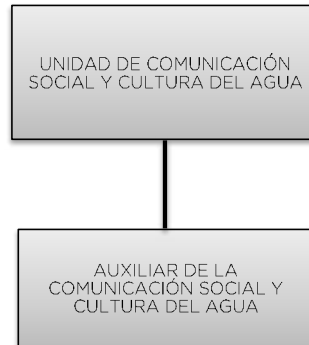 UNIDAD DE COMUNICACIÓN
SOCIAL Y CULTURA DEL AGUA
AUXILIAR DE LA
COMUNICACIÓN SOCIAL Y
CULTURA DEL AGUA